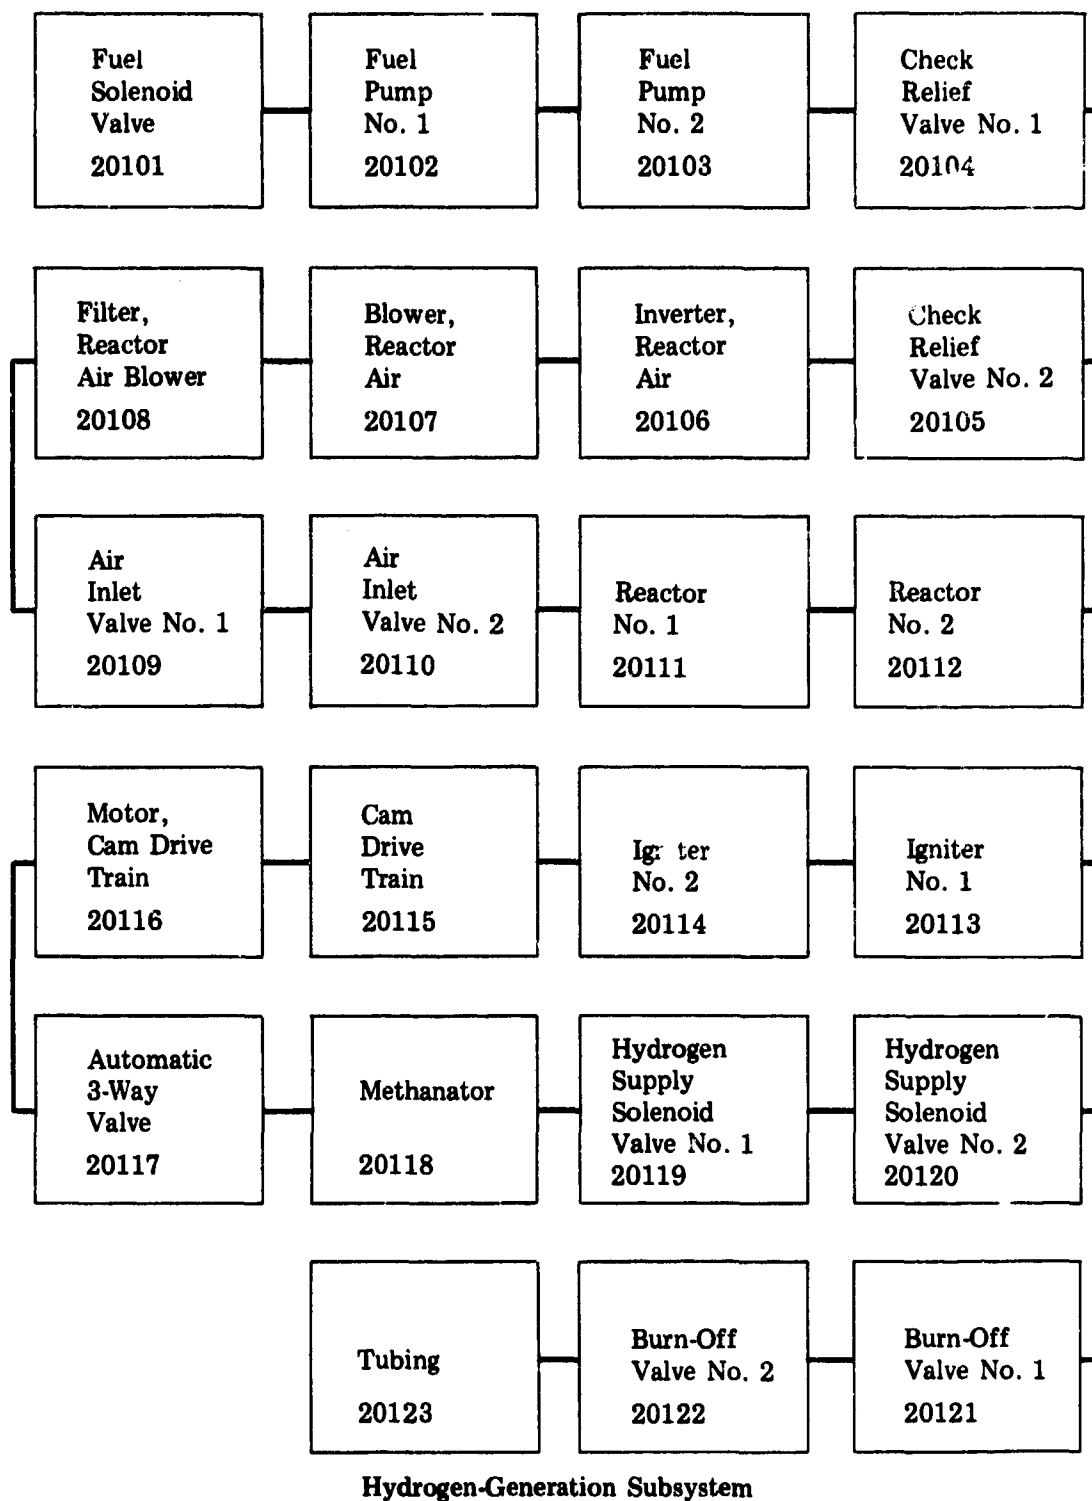 Fuel
Solenoid
Valve
20101
Fuel
Pump
No. 1
20102
Fuel
Pump
No. 2
20103
Check
Relief
Valve No. 1
20104
Filter,
Reactor
Air Blower
20108
Blower,
Reactor
Air
20107
Inverter,
Reactor
Air
20106
Check
Relief
Valve No. 2
20105
Air
Inlet
Valve No. 1
20109
Air
Inlet
Valve No. 2
20110
Reactor
No. 1
20111
Reactor
No. 2
20112
Motor,
Cam Drive
Train
20116
Cam
Drive
Train
20115
Igniter
No. 2
20114
Igniter
No. 1
20113
Automatic
3-Way
Valve
20117
Methanator
20118
Hydrogen
Supply
Solenoid
Valve No. 1
20119
Hydrogen
Supply
Solenoid
Valve No. 2
20120
Tubing
20123
Burn-Off
Valve No. 2
20122
Burn-Off
Valve No. 1
20121
Hydrogen-Generation Subsystem